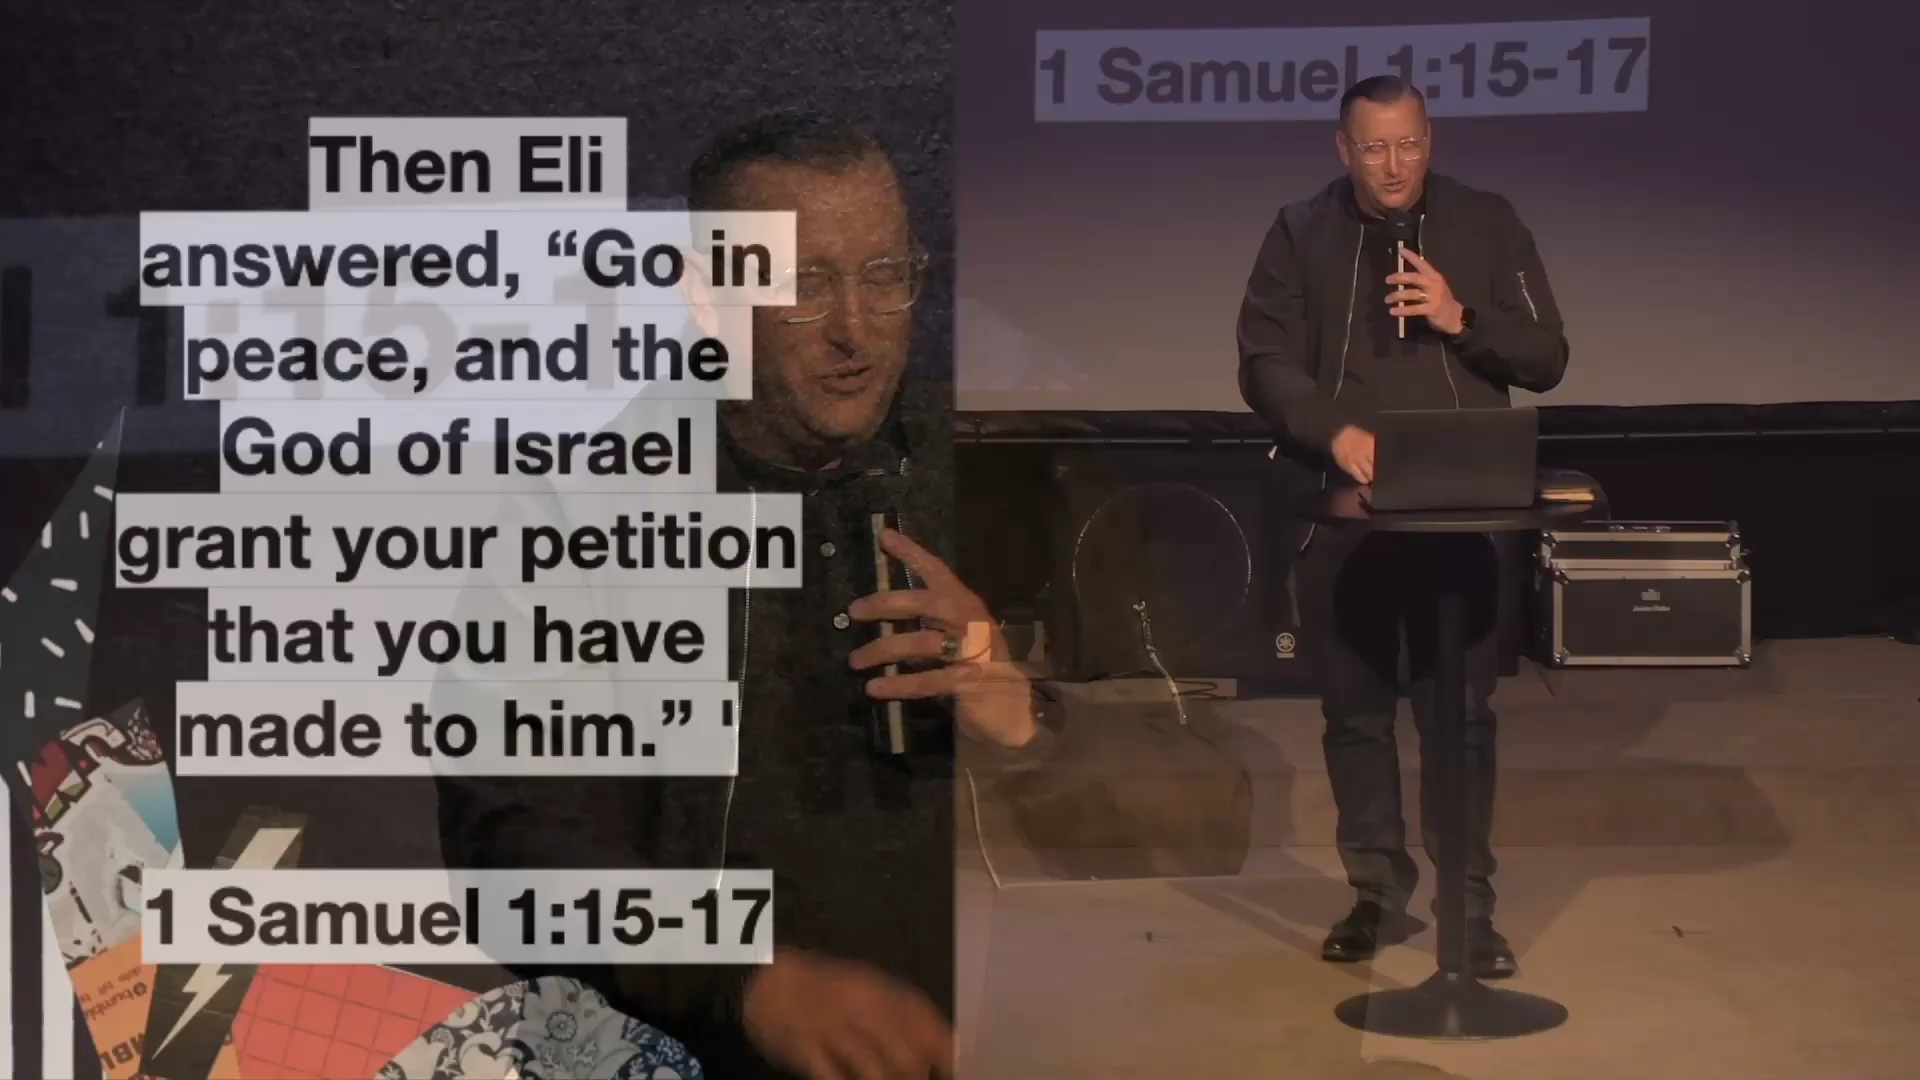 1 Samuel 1:15-17
Then Eli
answered, “Go in
peace, and the
God of Israel
grant your petition
that you have
made to him.” '
1 Samuel 1:15-17